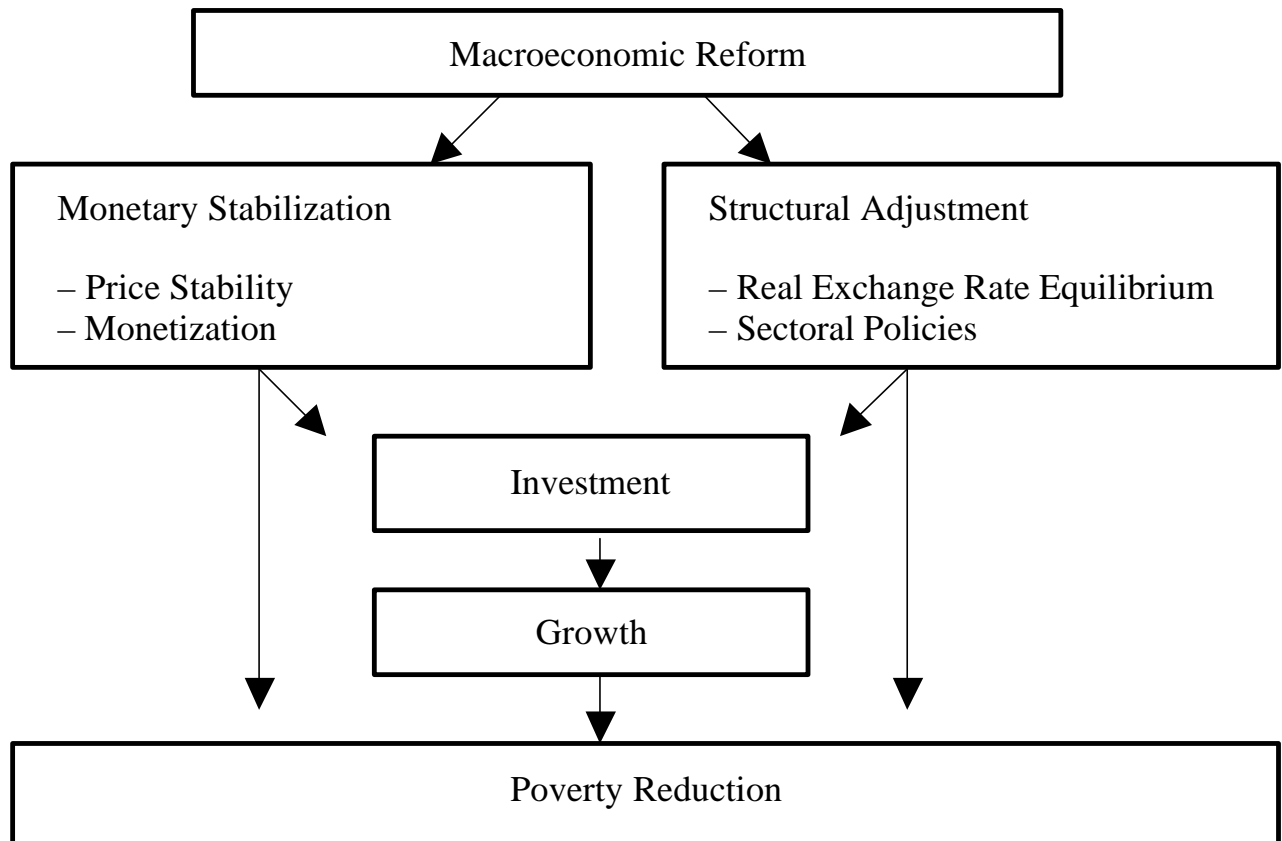 Macroeconomic Reform
Monetary Stabilization
– Price Stability
– Monetization
Structural Adjustment
– Real Exchange Rate Equilibrium
– Sectoral Policies
Investment
Growth
Poverty Reduction